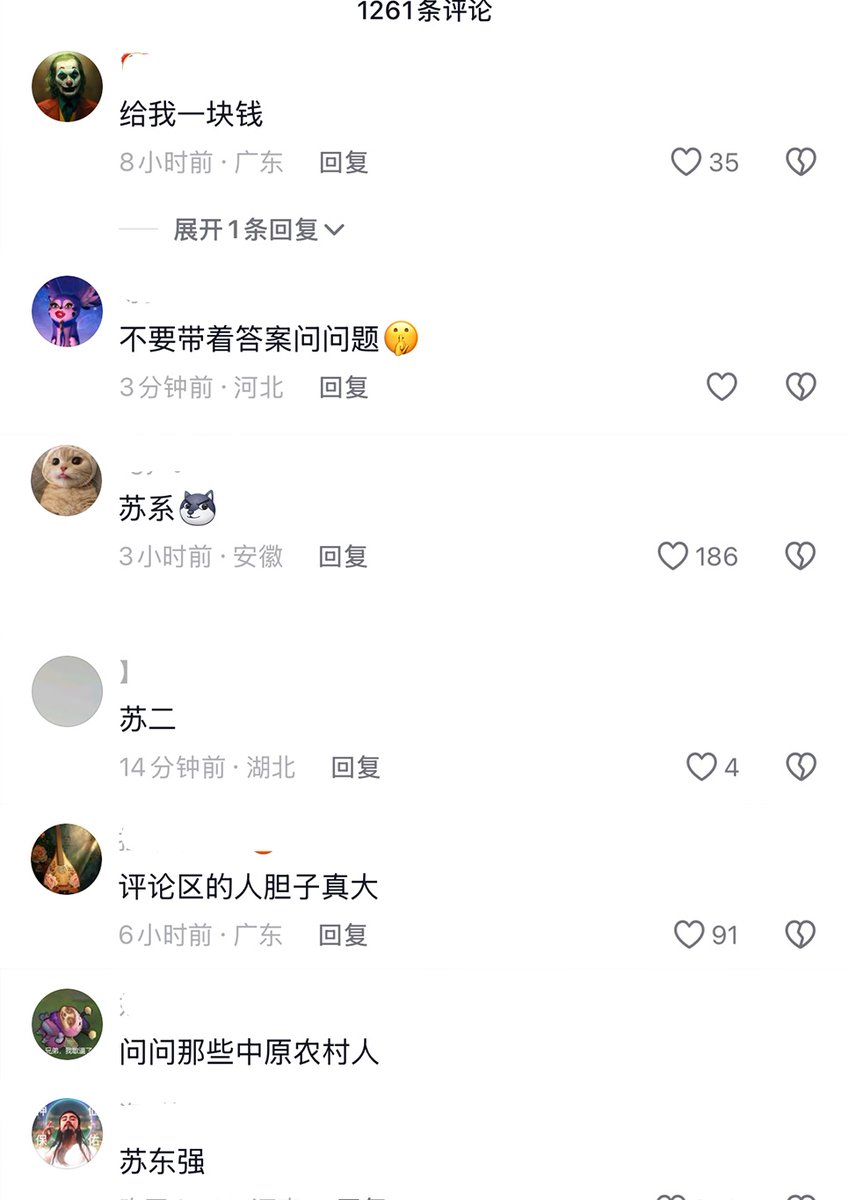 1261条评论
给我一块钱
8小时前 · 广东 回复
35
展开1条回复
不要带着答案问问题
3分钟前 · 河北 回复
苏系
3小时前 · 安徽 回复
186
】
苏二
14分钟前 · 湖北 回复
4
评论区的人胆子真大
6小时前 · 广东 回复
91
问问那些中原农村人
苏东强